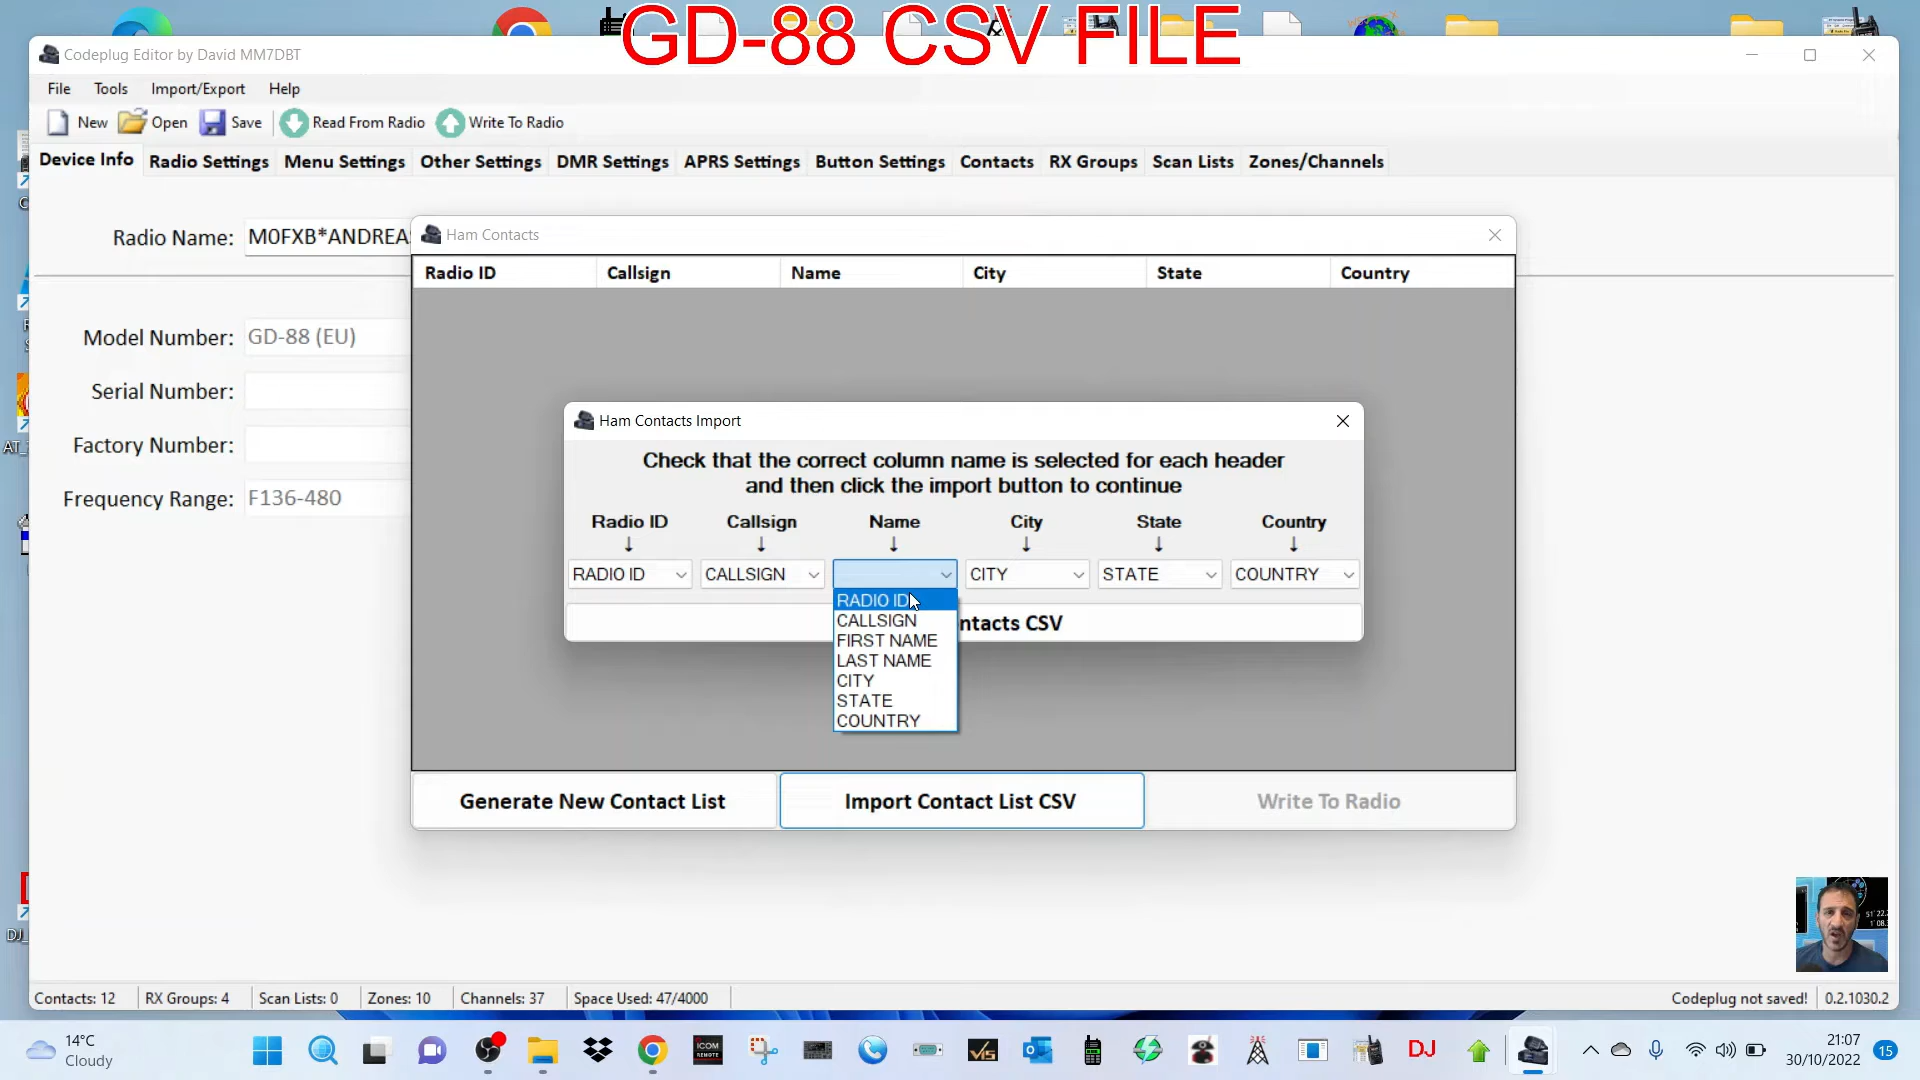 GD-88 CSV FILE
Codeplug Editor by David MM7DBT
File Tools Import/Export Help
New Open Save Read From Radio Write To Radio
Device Info Radio Settings Menu Settings Other Settings DMR Settings APRS Settings Button Settings Contacts RX Groups Scan Lists Zones/Channels
Radio Name: M0FXB*ANDREAS
Ham Contacts
Radio ID Callsign Name City State Country
Model Number: GD-88 (EU)
Serial Number:
Factory Number:
Frequency Range: F136-480
Ham Contacts Import
Check that the correct column name is selected for each header
and then click the import button to continue
Radio ID Callsign Name City State Country
↓ ↓ ↓ ↓ ↓ ↓
RADIO ID CALLSIGN CITY STATE COUNTRY
RADIO ID
CALLSIGN
FIRST NAME
LAST NAME
CITY
STATE
COUNTRY
ntacts CSV
Generate New Contact List Import Contact List CSV Write To Radio
Contacts: 12 RX Groups: 4 Scan Lists: 0 Zones: 10 Channels: 37 Space Used: 47/4000 Codeplug not saved! 0.2.1030.2
14°C
Cloudy
ICOM
REMOTE
DJ
21:07
30/10/2022
15